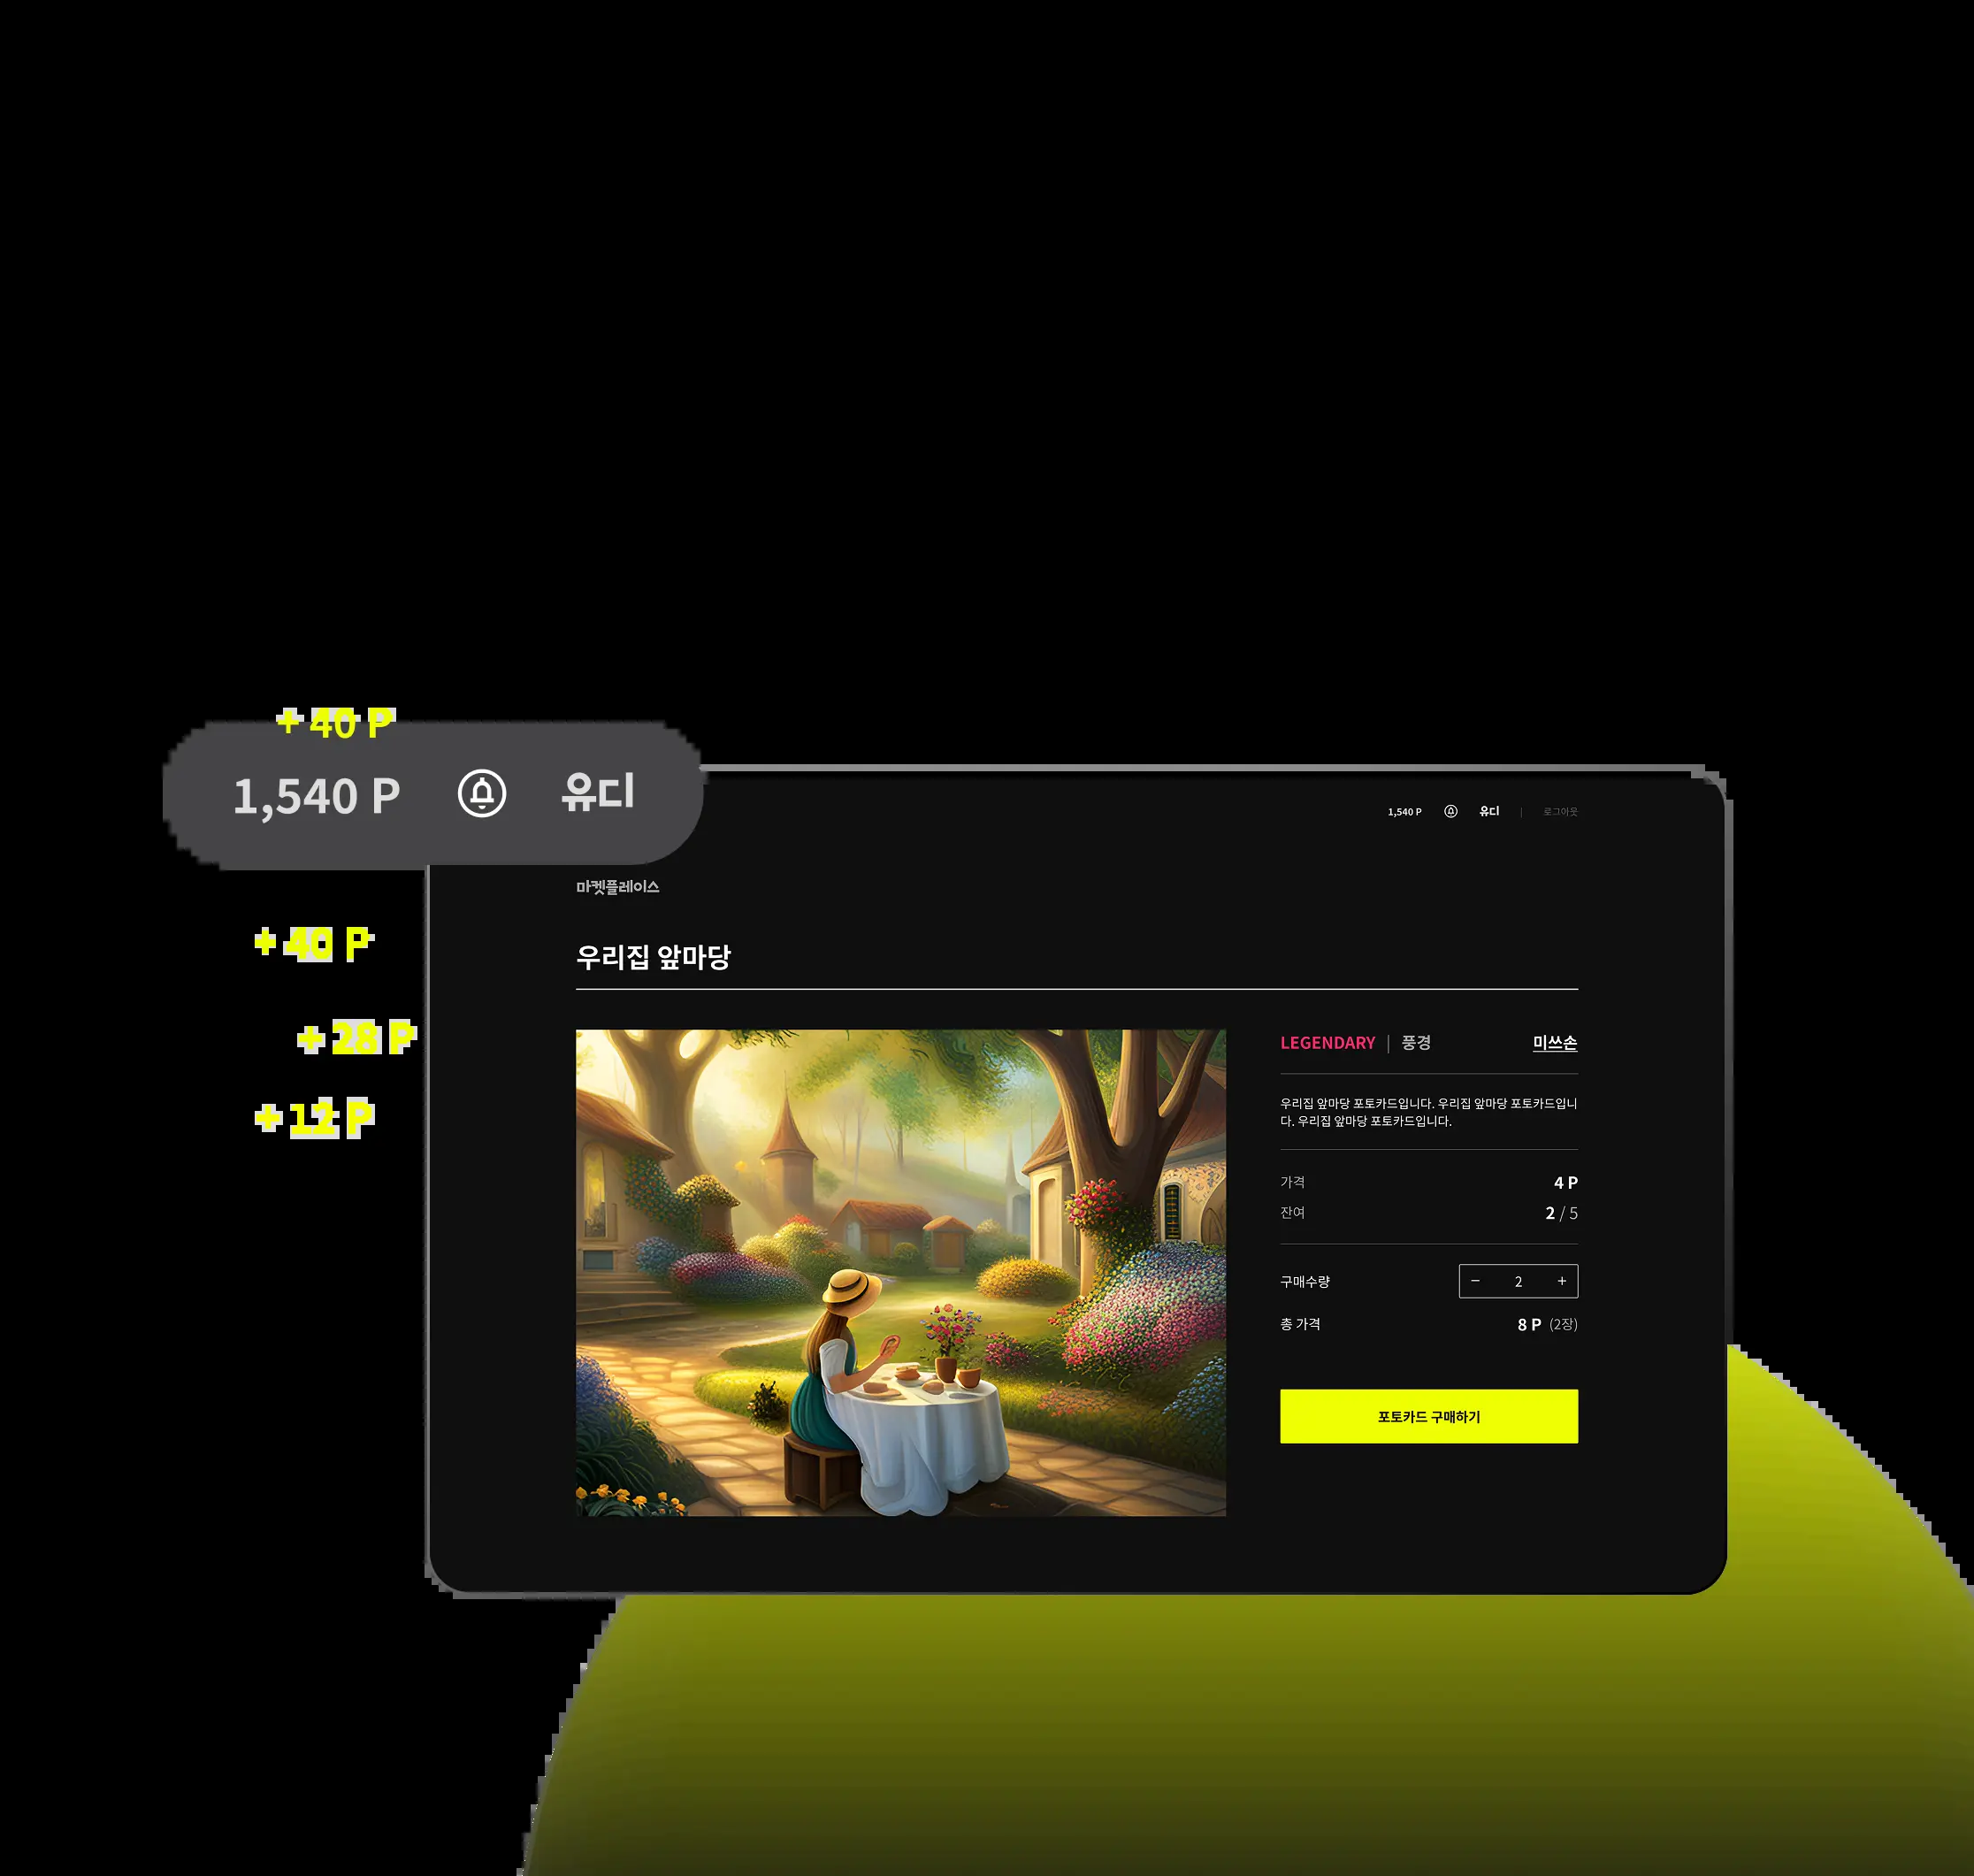 + 40 P
1,540 P 유디
+ 40 P
+ 28 P
+ 12 P
1,540 P 유디 | 로그아웃
마켓플레이스
우리집 앞마당
LEGENDARY | 풍경 미쓰손
우리집 앞마당 포토카드입니다. 우리집 앞마당 포토카드입니
다. 우리집 앞마당 포토카드입니다.
가격 4 P
잔여 2 / 5
구매수량 − 2 +
총 가격 8 P (2장)
포토카드 구매하기